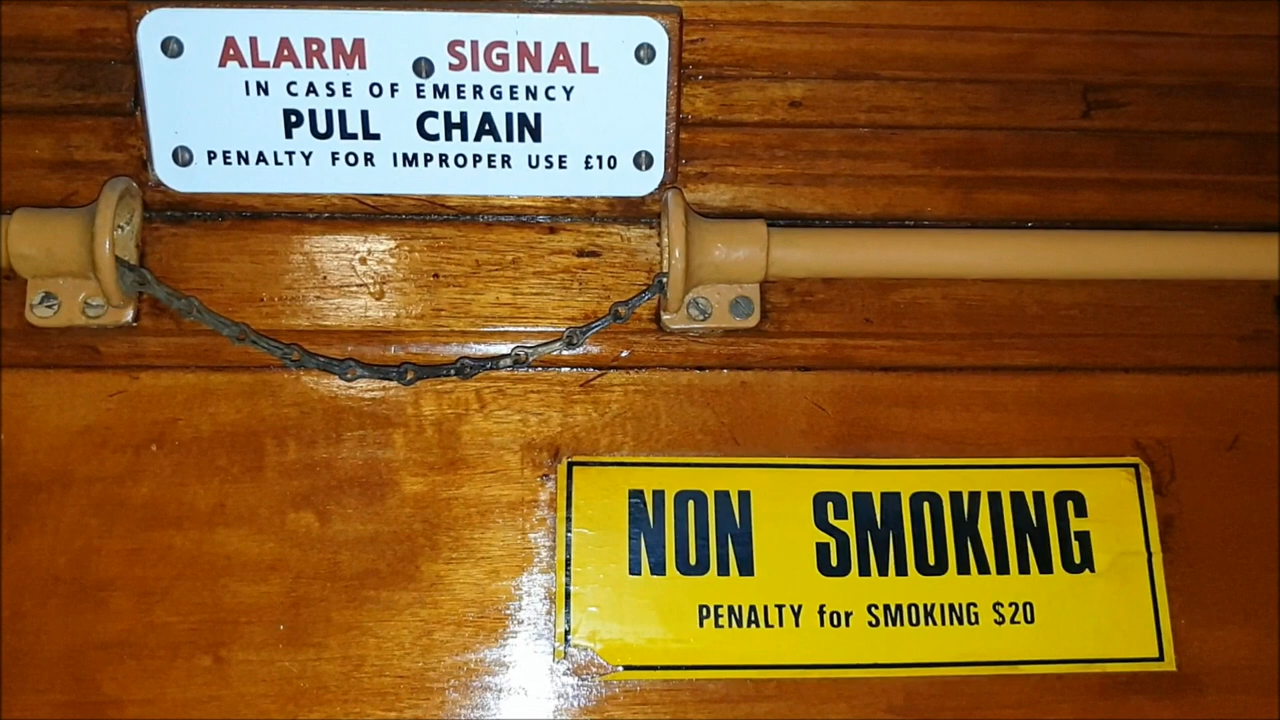 ALARM SIGNAL
IN CASE OF EMERGENCY
PULL CHAIN
PENALTY FOR IMPROPER USE £10
NON SMOKING
PENALTY for SMOKING $20